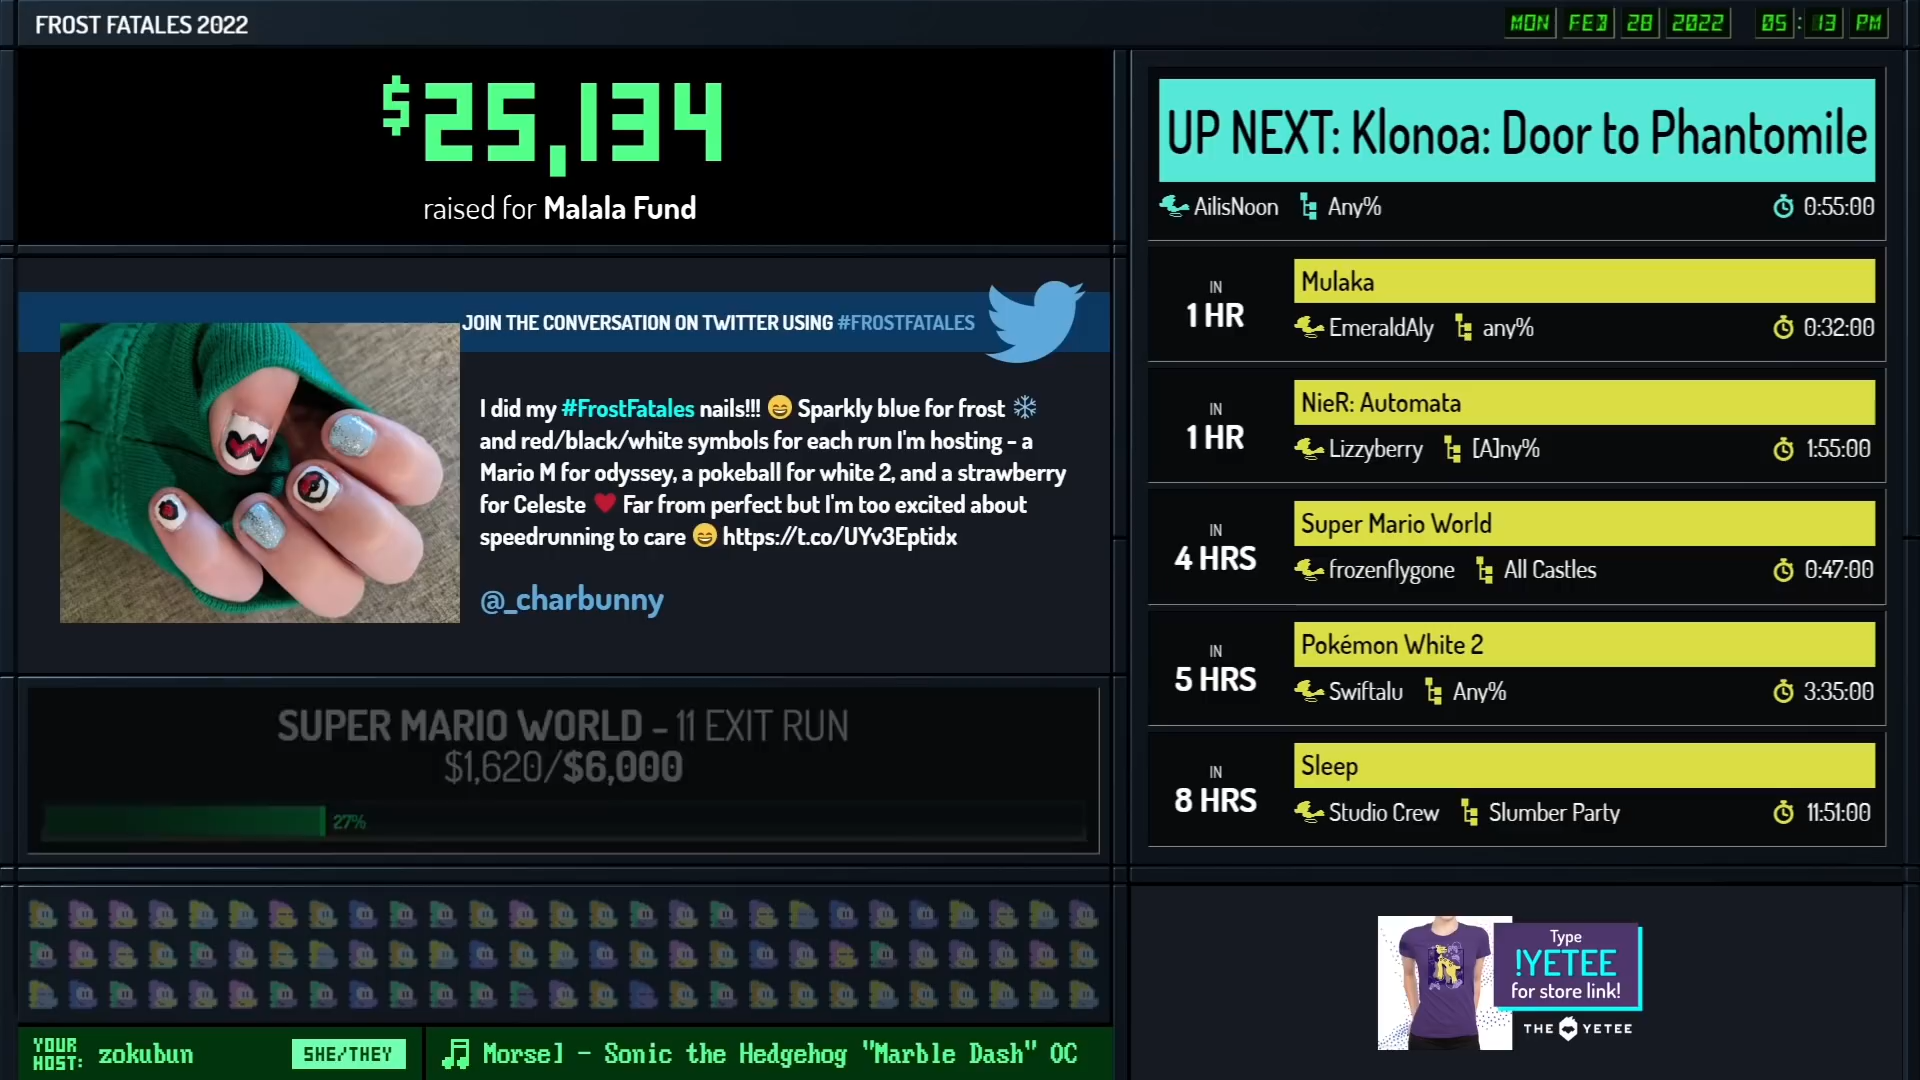 FROST FATALES 2022
MON FEB 28 2022 05:13 PM
$25,134
raised for Malala Fund
JOIN THE CONVERSATION ON TWITTER USING #FROSTFATALES
I did my #FrostFatales nails!!! 😄 Sparkly blue for frost ❄
and red/black/white symbols for each run I'm hosting - a
Mario M for odyssey, a pokeball for white 2, and a strawberry
for Celeste ♥ Far from perfect but I'm too excited about
speedrunning to care 😄 https://t.co/UYv3Eptidx
@_charbunny
SUPER MARIO WORLD - 11 EXIT RUN
$1,620/$6,000
27%
YOUR HOST: zokubun SHE/THEY
Morse] - Sonic the Hedgehog "Marble Dash" OC
UP NEXT: Klonoa: Door to Phantomile
AilisNoon Any% 0:55:00
IN 1 HR
Mulaka
EmeraldAly any% 0:32:00
IN 1 HR
NieR: Automata
Lizzyberry [A]ny% 1:55:00
IN 4 HRS
Super Mario World
frozenflygone All Castles 0:47:00
IN 5 HRS
Pokémon White 2
Swiftalu Any% 3:35:00
IN 8 HRS
Sleep
Studio Crew Slumber Party 11:51:00
Type
!YETEE
for store link!
THE YETEE